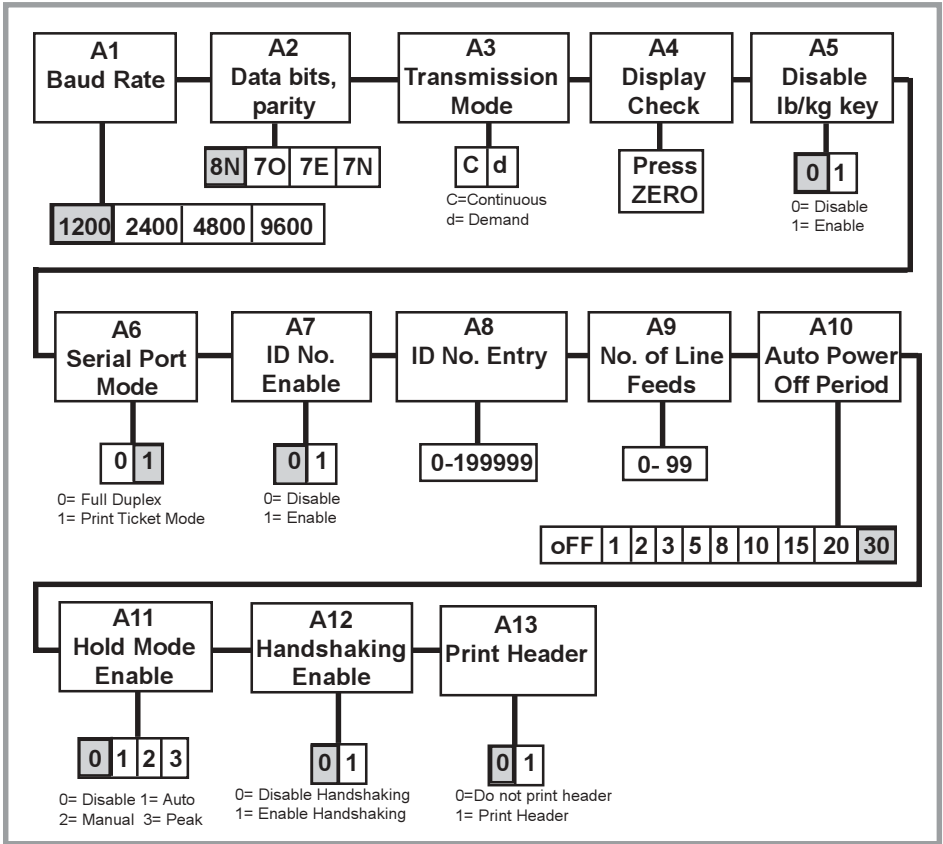 A1
Baud Rate
1200 2400 4800 9600
A2
Data bits,
parity
8N 7O 7E 7N
A3
Transmission
Mode
C d
C=Continuous
d= Demand
A4
Display
Check
Press
ZERO
A5
Disable
lb/kg key
0 1
0= Disable
1= Enable
A6
Serial Port
Mode
0 1
0= Full Duplex
1= Print Ticket Mode
A7
ID No.
Enable
0 1
0= Disable
1= Enable
A8
ID No. Entry
0-199999
A9
No. of Line
Feeds
0- 99
A10
Auto Power
Off Period
oFF 1 2 3 5 8 10 15 20 30
A11
Hold Mode
Enable
0 1 2 3
0= Disable 1= Auto
2= Manual 3= Peak
A12
Handshaking
Enable
0 1
0= Disable Handshaking
1= Enable Handshaking
A13
Print Header
0 1
0=Do not print header
1= Print Header